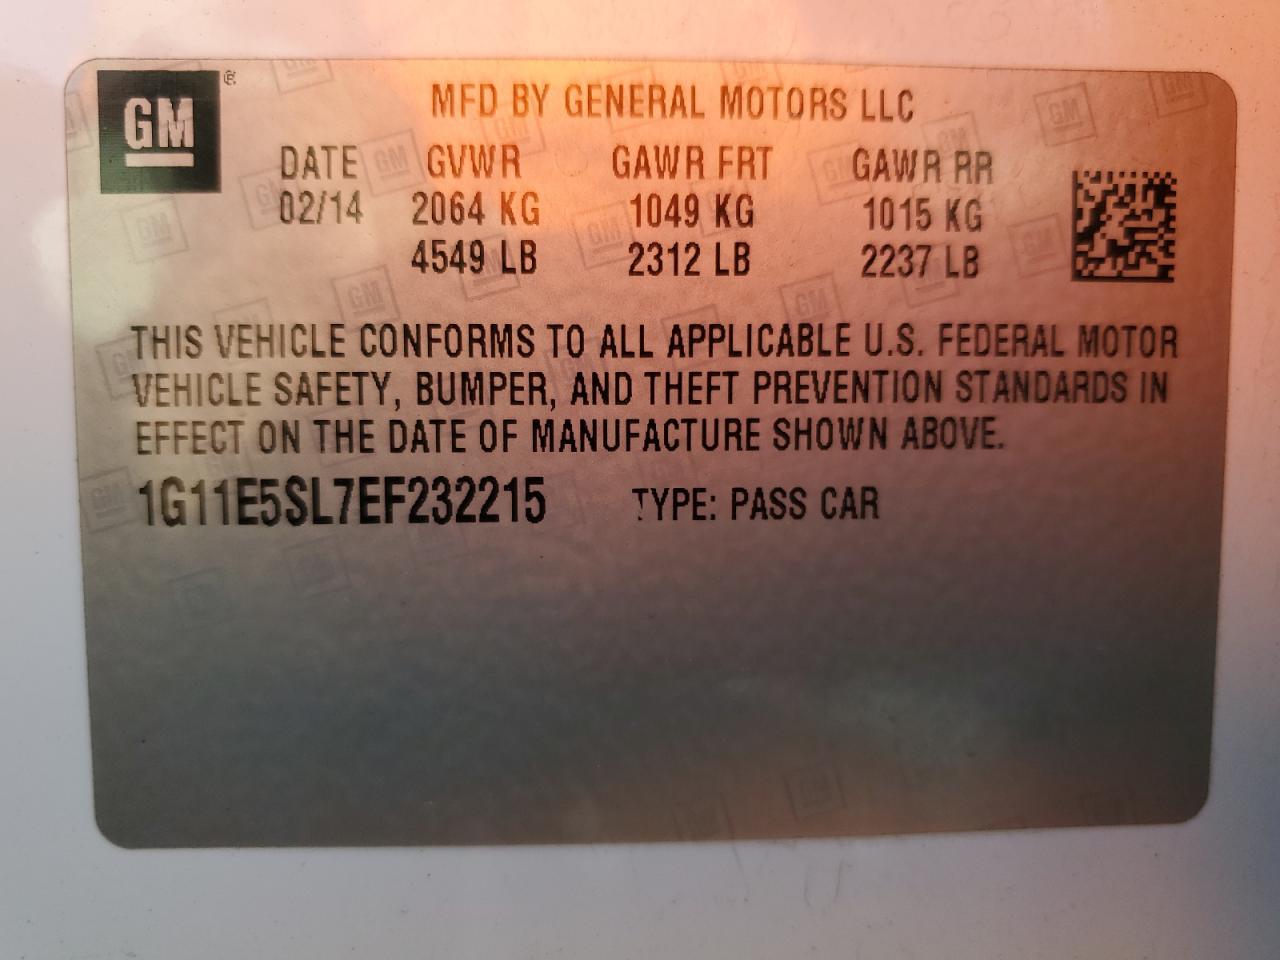 GM ®
MFD BY GENERAL MOTORS LLC
DATE GVWR GAWR FRT GAWR RR
02/14 2064 KG 1049 KG 1015 KG
4549 LB 2312 LB 2237 LB
THIS VEHICLE CONFORMS TO ALL APPLICABLE U.S. FEDERAL MOTOR
VEHICLE SAFETY, BUMPER, AND THEFT PREVENTION STANDARDS IN
EFFECT ON THE DATE OF MANUFACTURE SHOWN ABOVE.
1G11E5SL7EF232215 TYPE: PASS CAR